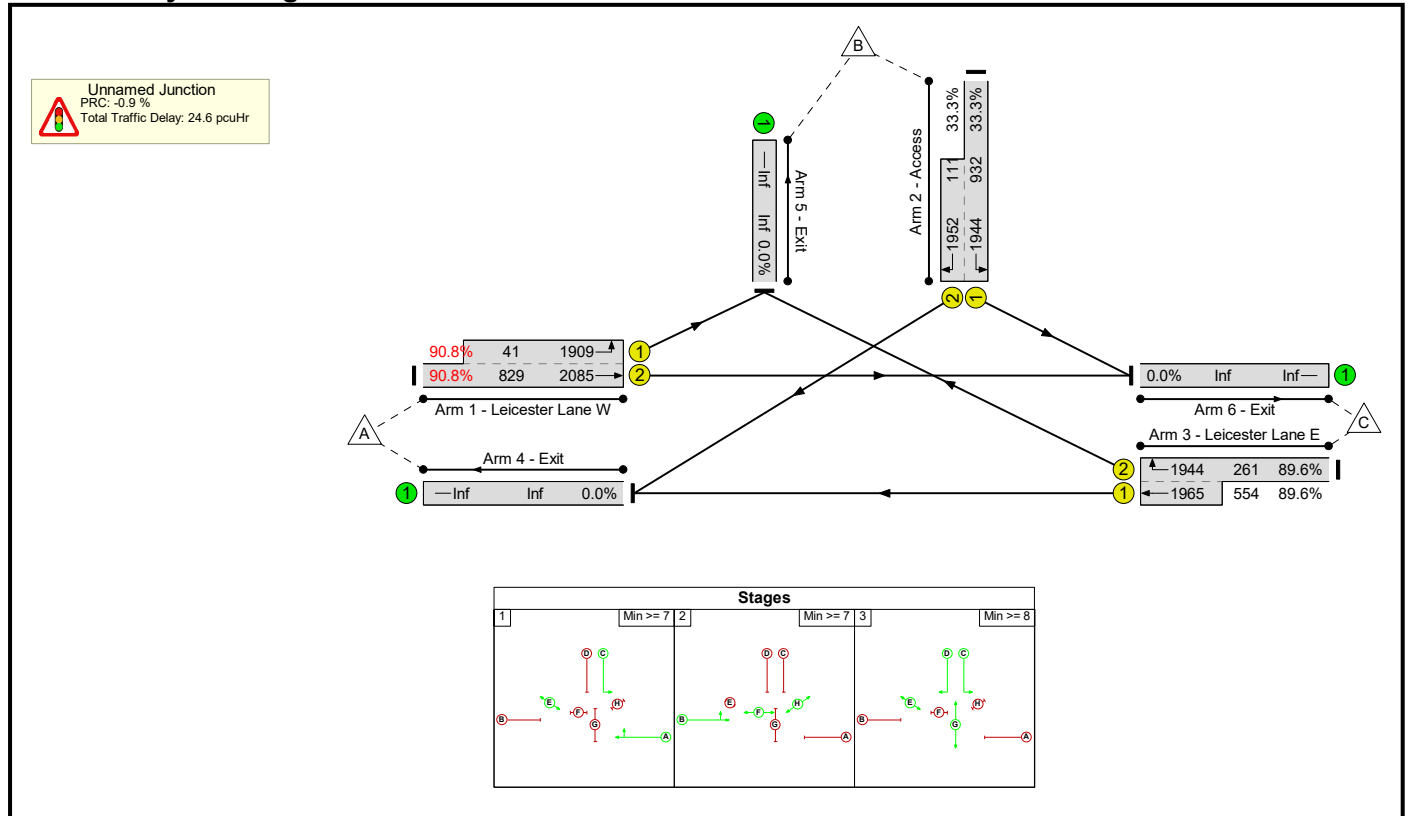 Unnamed Junction
PRC: -0.9 %
Total Traffic Delay: 24.6 pcuHr
B
1
Inf Inf 0.0%
Arm 5 - Exit
Arm 2 - Access
1952 111 33.3%
1944 932 33.3%
2 1
90.8% 41 1909 1
90.8% 829 2085 2
Arm 1 - Leicester Lane W
A
Arm 4 - Exit
1 Inf Inf 0.0%
0.0% Inf Inf 1
Arm 6 - Exit
C
Arm 3 - Leicester Lane E
2 1944 261 89.6%
1 1965 554 89.6%
Stages
1 Min >= 7 2 Min >= 7 3 Min >= 8
D C D C D C
E H E H E H
F F F
B G A B G A B G A